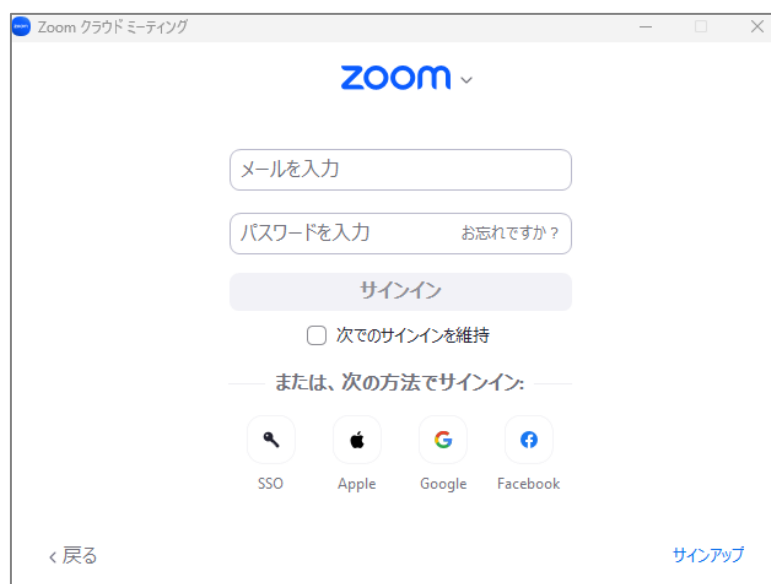 Zoom クラウド ミーティング
zoom
メールを入力
パスワードを入力 お忘れですか？
サインイン
次でのサインインを維持
または、次の方法でサインイン:
SSO Apple Google Facebook
戻る サインアップ